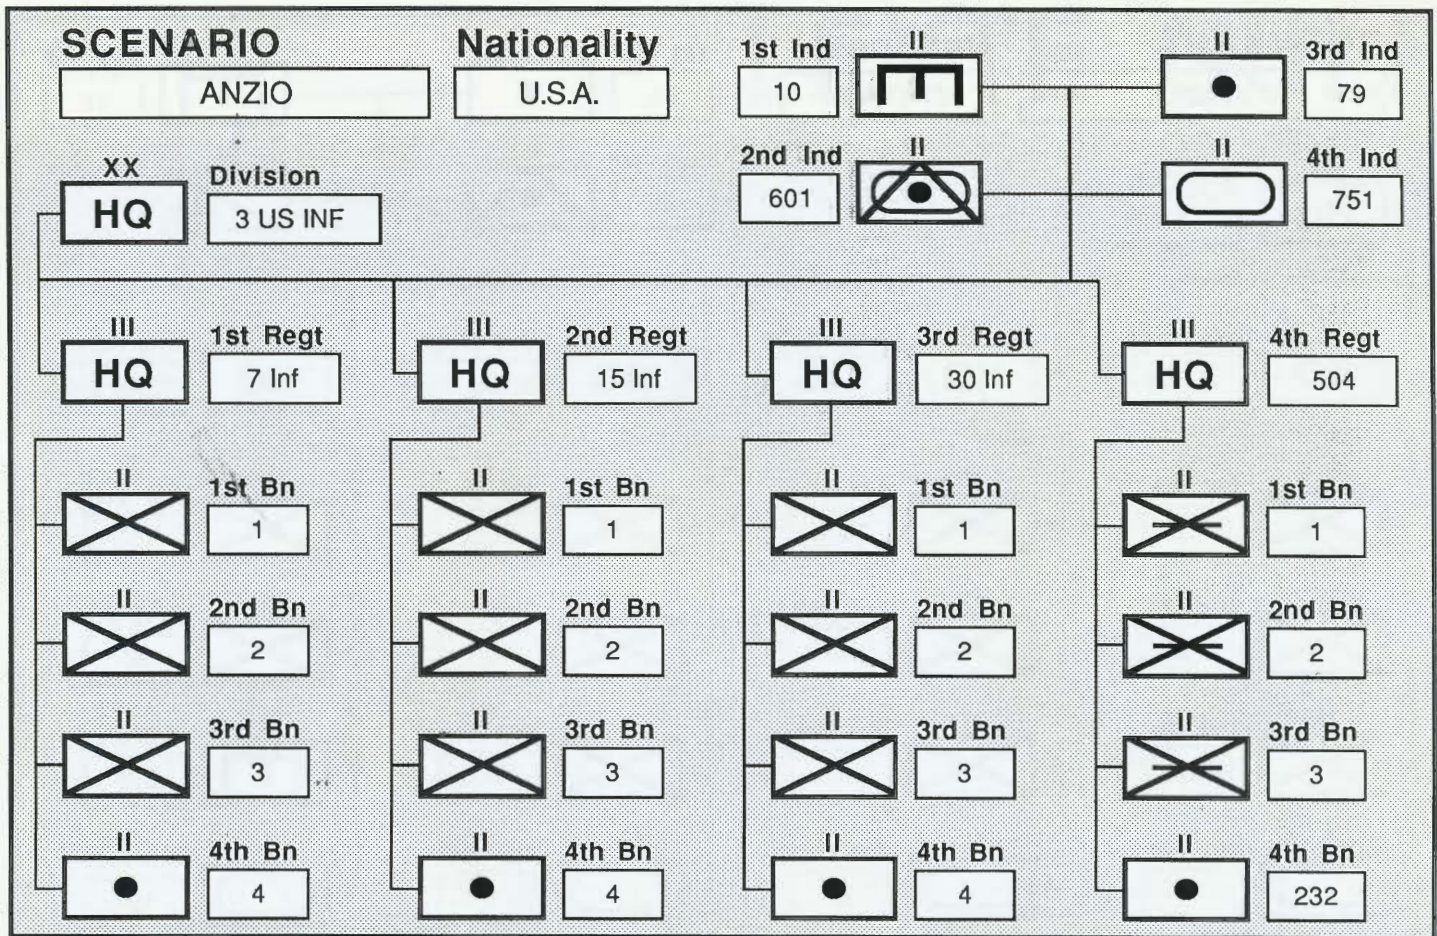 SCENARIO
Nationality
ANZIO
U.S.A.
1st Ind
10
II
II
3rd Ind
79
2nd Ind
601
II
II
4th Ind
751
XX
HQ
Division
3 US INF
III
HQ
1st Regt
7 Inf
III
HQ
2nd Regt
15 Inf
III
HQ
3rd Regt
30 Inf
III
HQ
4th Regt
504
II
1st Bn
1
II
1st Bn
1
II
1st Bn
1
II
1st Bn
1
II
2nd Bn
2
II
2nd Bn
2
II
2nd Bn
2
II
2nd Bn
2
II
3rd Bn
3
II
3rd Bn
3
II
3rd Bn
3
II
3rd Bn
3
II
4th Bn
4
II
4th Bn
4
II
4th Bn
4
II
4th Bn
232